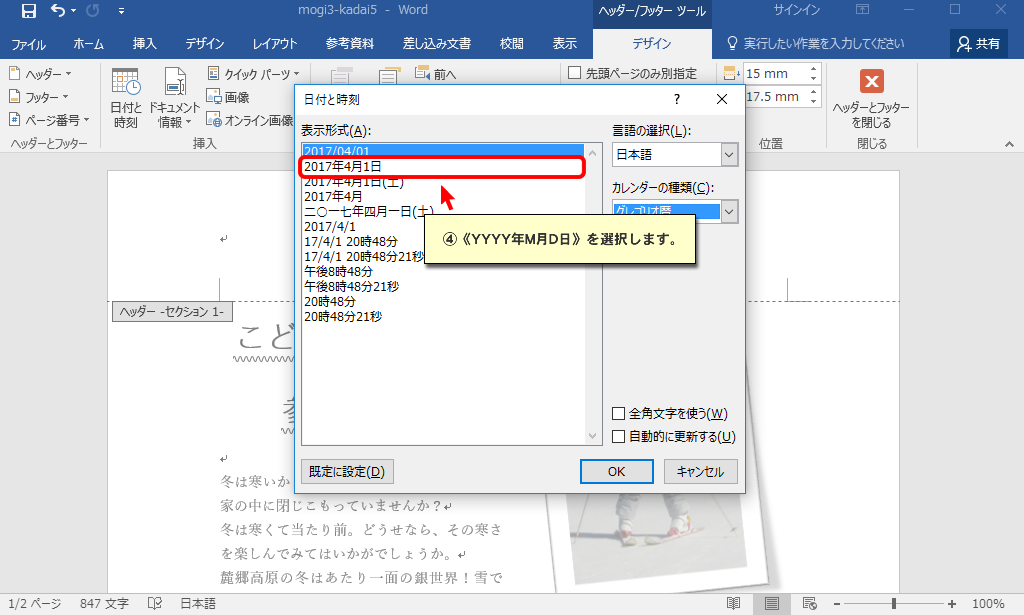 mogi3-kadai5 - Word
ヘッダー/フッター ツール
サインイン
ファイル ホーム 挿入 デザイン レイアウト 参考資料 差し込み文書 校閲 表示 デザイン 実行したい作業を入力してください 共有
ヘッダー
フッター
ページ番号
ヘッダーとフッター
日付と
時刻
ドキュメント
情報
クイック パーツ
画像
オンライン画像
挿入
前へ
先頭ページのみ別指定
15 mm
17.5 mm
位置
ヘッダーとフッター
を閉じる
閉じる
日付と時刻
?
表示形式(A):
2017/04/01
2017年4月1日
2017年4月1日(土)
2017年4月
二〇一七年四月一日(土)
2017/4/1
17/4/1 20時48分
17/4/1 20時48分21秒
午後8時48分
午後8時48分21秒
20時48分
20時48分21秒
言語の選択(L):
日本語
カレンダーの種類(C):
グレゴリオ暦
④《YYYY年M月D日》を選択します。
全角文字を使う(W)
自動的に更新する(U)
既定に設定(D)
OK
キャンセル
ヘッダー -セクション 1-
こど
冬は寒いか
家の中に閉じこもっていませんか？
冬は寒くて当たり前。どうせなら、その寒さ
を楽しんでみてはいかがでしょうか。
麓郷高原の冬はあたり一面の銀世界！雪で
1/2 ページ 847 文字 日本語 100%